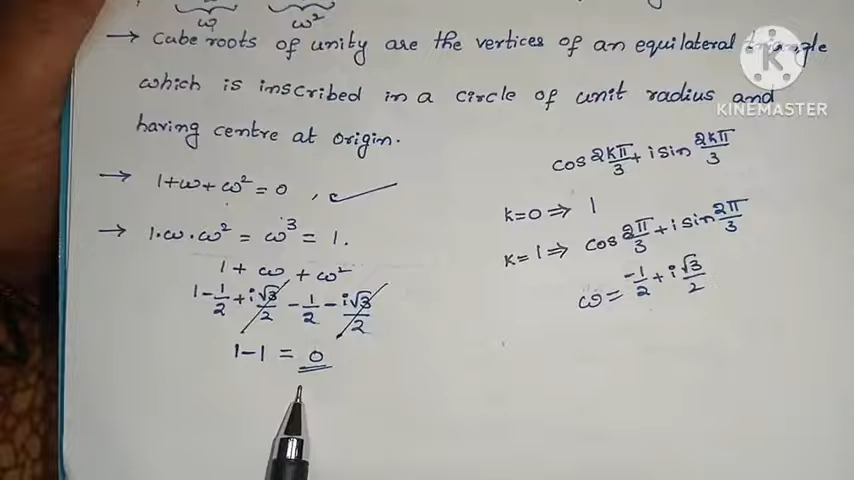 ω ω²
→ Cube roots of unity are the vertices of an equilateral triangle
which is inscribed in a circle of unit radius and
having centre at origin.
→ 1+ω+ω² = 0 ,
→ 1.ω.ω² = ω³ = 1.
1 + ω + ω²
1 - 1/2 + i√3/2 - 1/2 - i√3/2
1-1 = 0
cos 2kπ/3 + i sin 2kπ/3
k=0 ⇒ 1
k=1 ⇒ cos 2π/3 + i sin 2π/3
ω = -1/2 + i √3/2
KINEMASTER